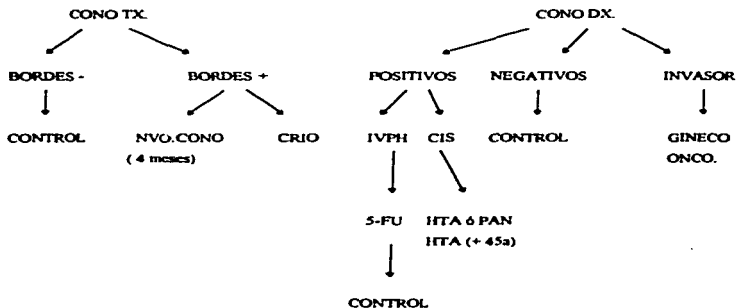 CONO TX. CONO DX.
BORDES - BORDES + POSITIVOS NEGATIVOS INVASOR
CONTROL NVO.CONO CRIO IVPH CIS CONTROL GINECO
( 4 meses) ONCO.
5-FU HTA ó PAN
HTA (+ 45a)
CONTROL